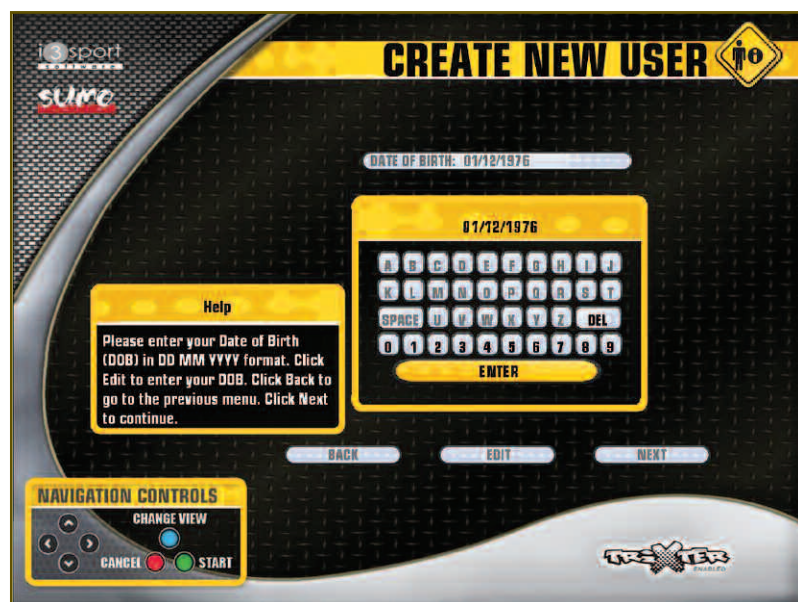 i3sport
software
sumo
CREATE NEW USER
DATE OF BIRTH: 01/12/1976
01/12/1976
A B C D E F G H I J
K L M N O P Q R S T
SPACE U V W X Y Z DEL
0 1 2 3 4 5 6 7 8 9
ENTER
Help
Please enter your Date of Birth
(DOB) in DD MM YYYY format. Click
Edit to enter your DOB. Click Back to
go to the previous menu. Click Next
to continue.
BACK EDIT NEXT
NAVIGATION CONTROLS
CHANGE VIEW
CANCEL START
TRIXTER
ENABLED